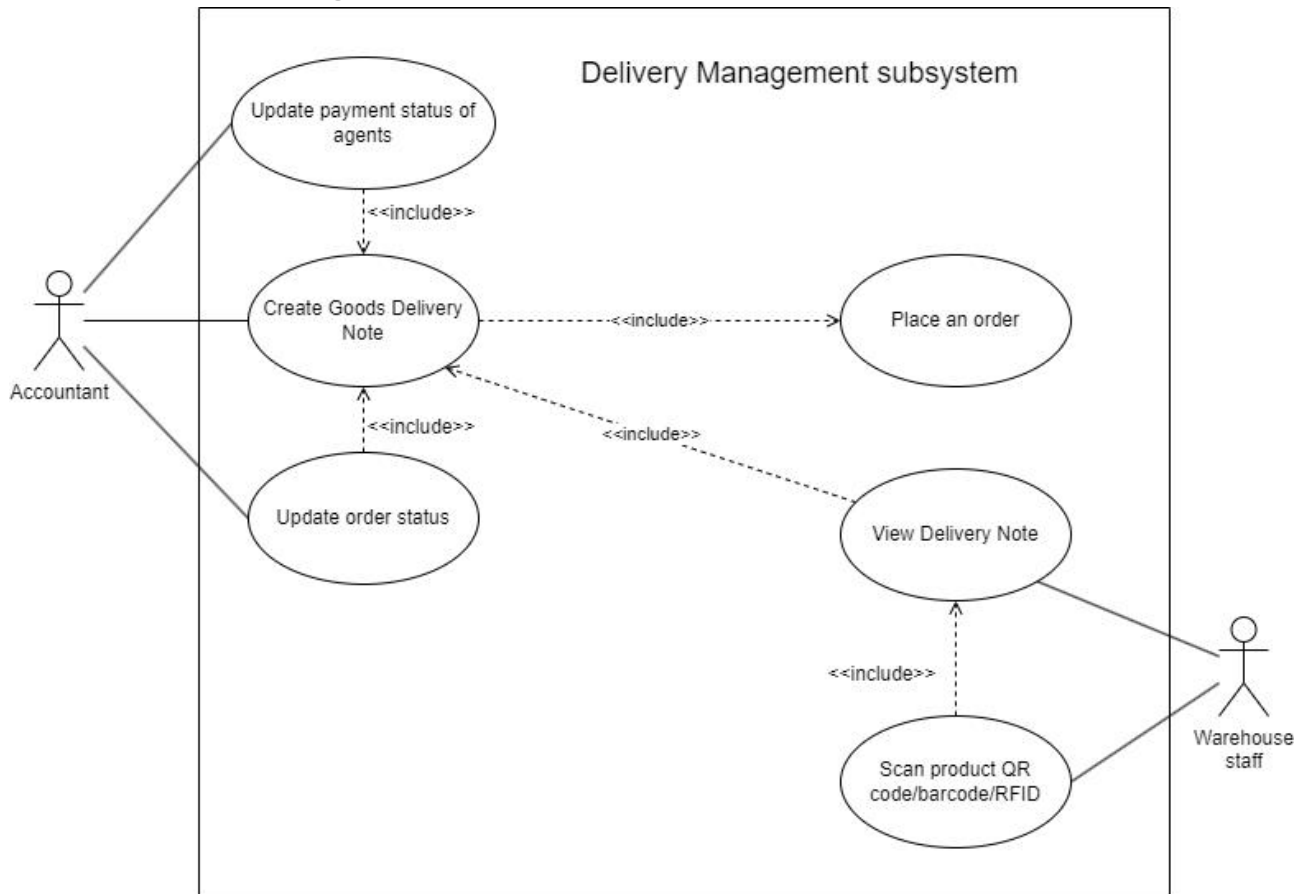 Delivery Management subsystem
Update payment status of
agents
<<include>>
Create Goods Delivery
Note
<<include>>
Place an order
Accountant
<<include>>
<<include>>
Update order status
View Delivery Note
<<include>>
Warehouse
staff
Scan product QR
code/barcode/RFID